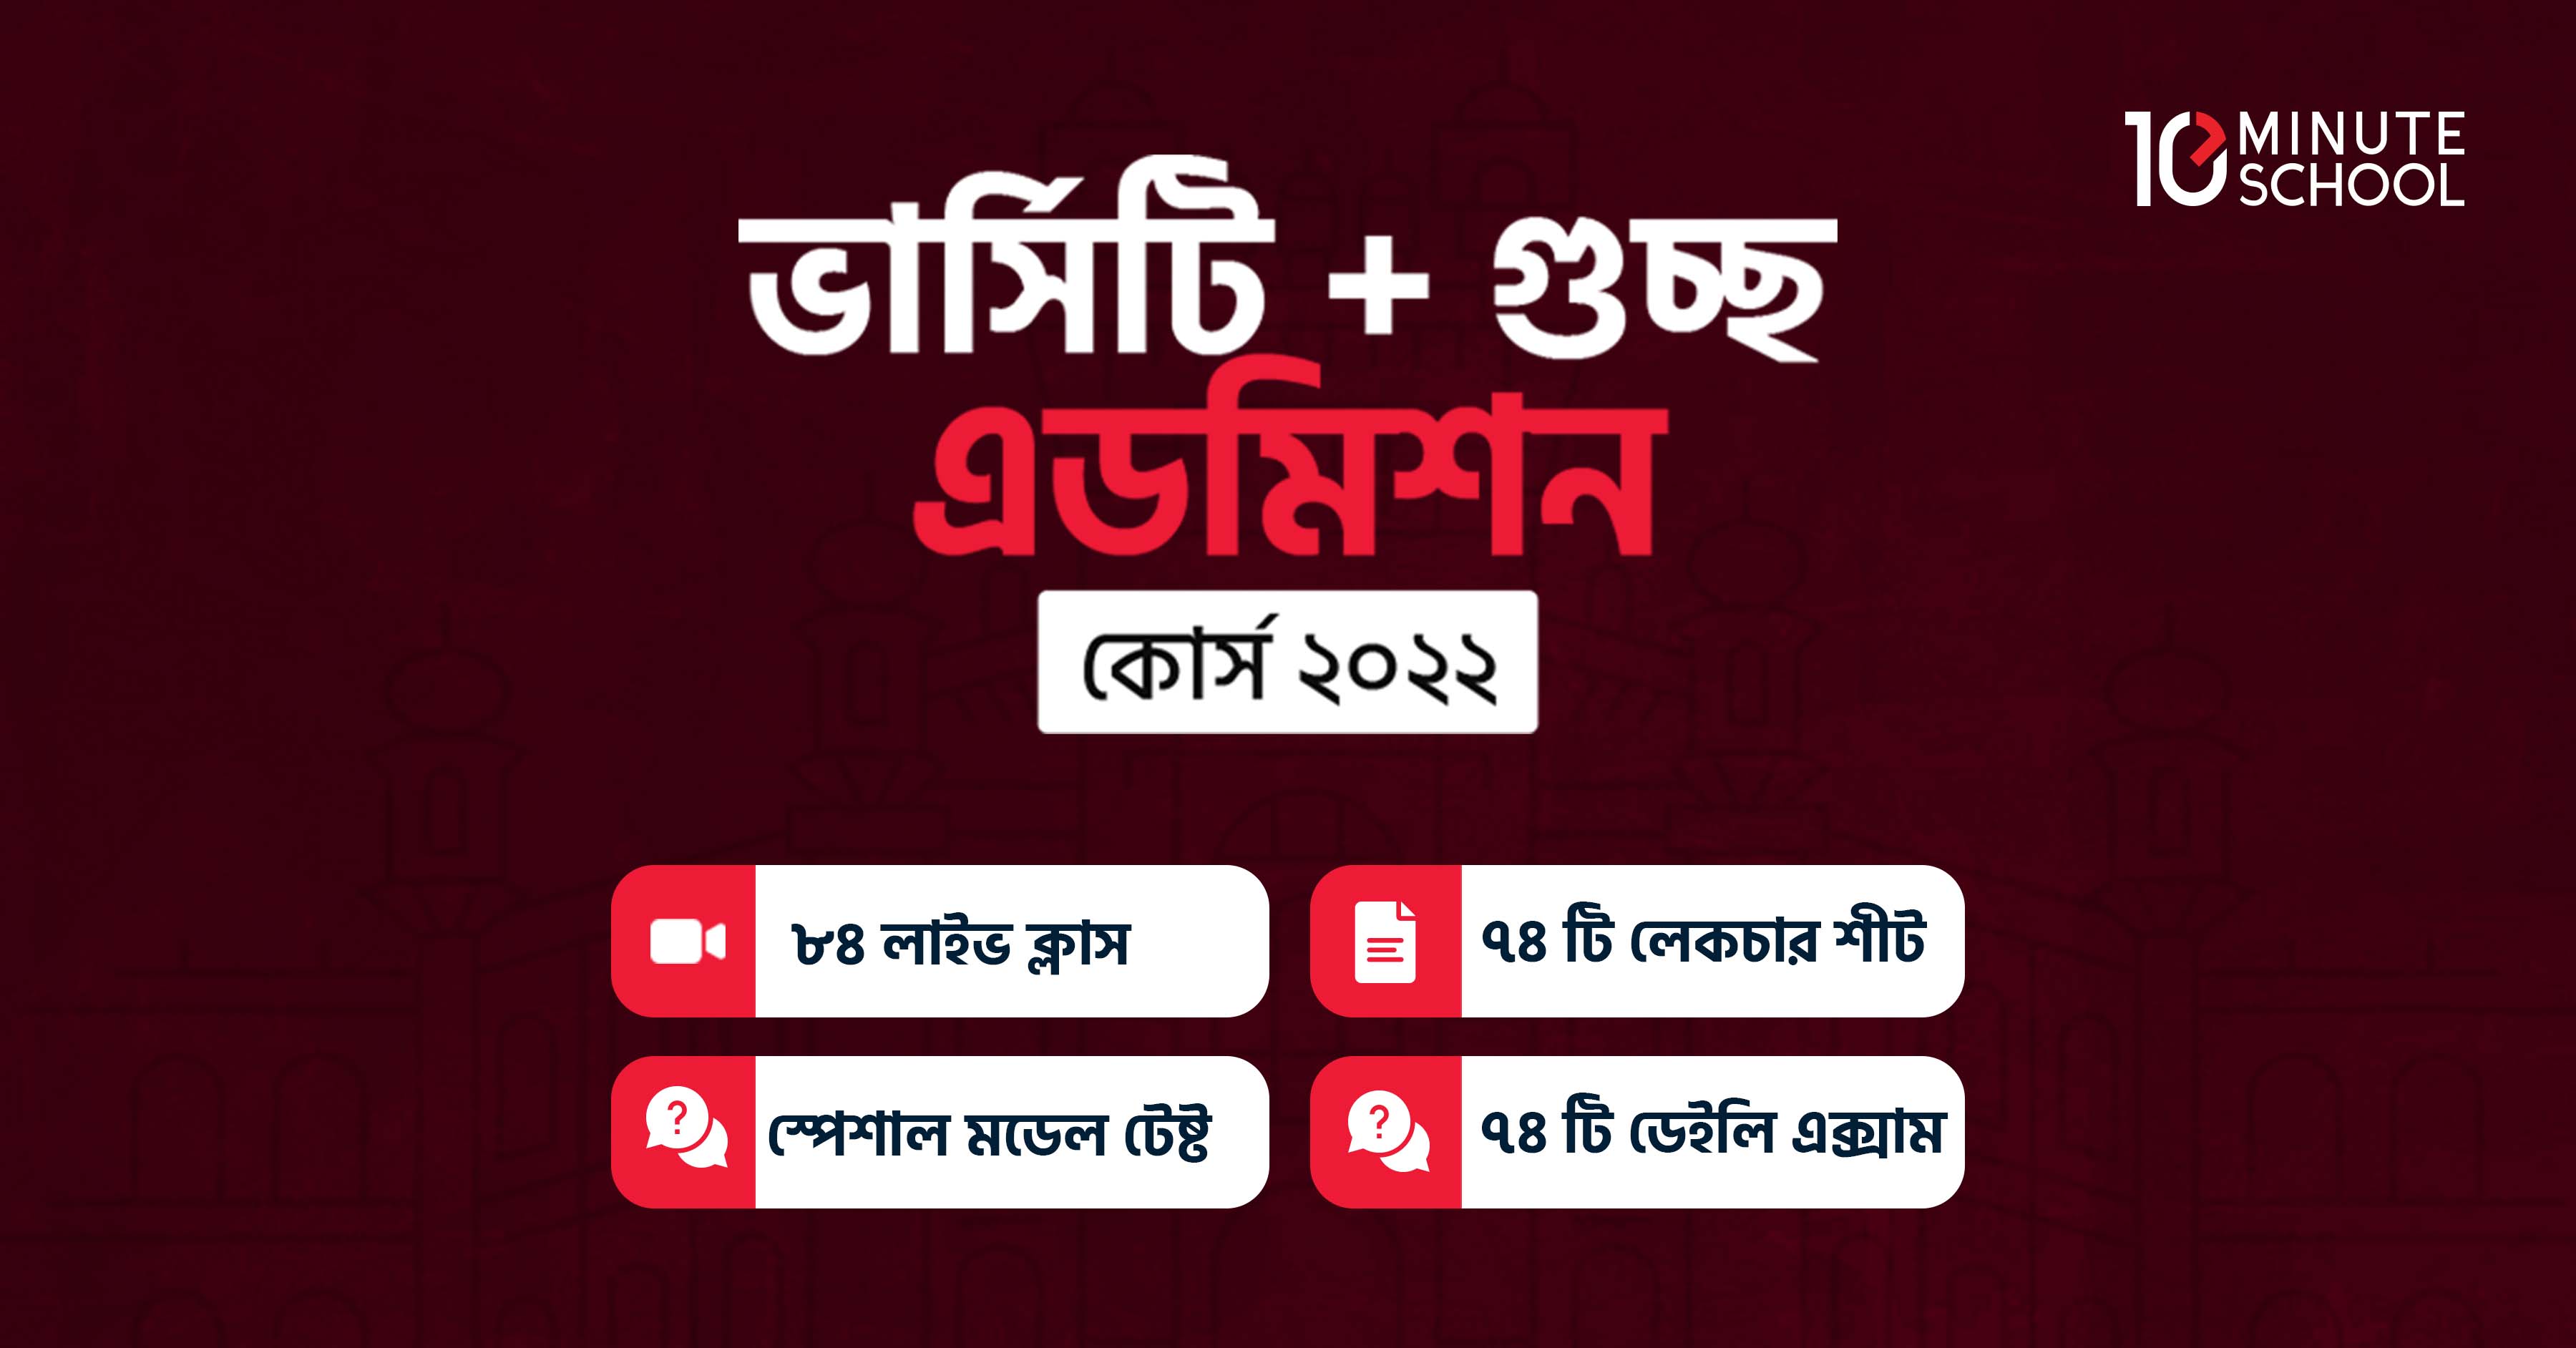 10 MINUTE
SCHOOL
ভার্সিটি + গুচ্ছ
এডমিশন
কোর্স ২০২২
৮৪ লাইভ ক্লাস
৭৪ টি লেকচার শীট
স্পেশাল মডেল টেষ্ট
৭৪ টি ডেইলি এক্সাম